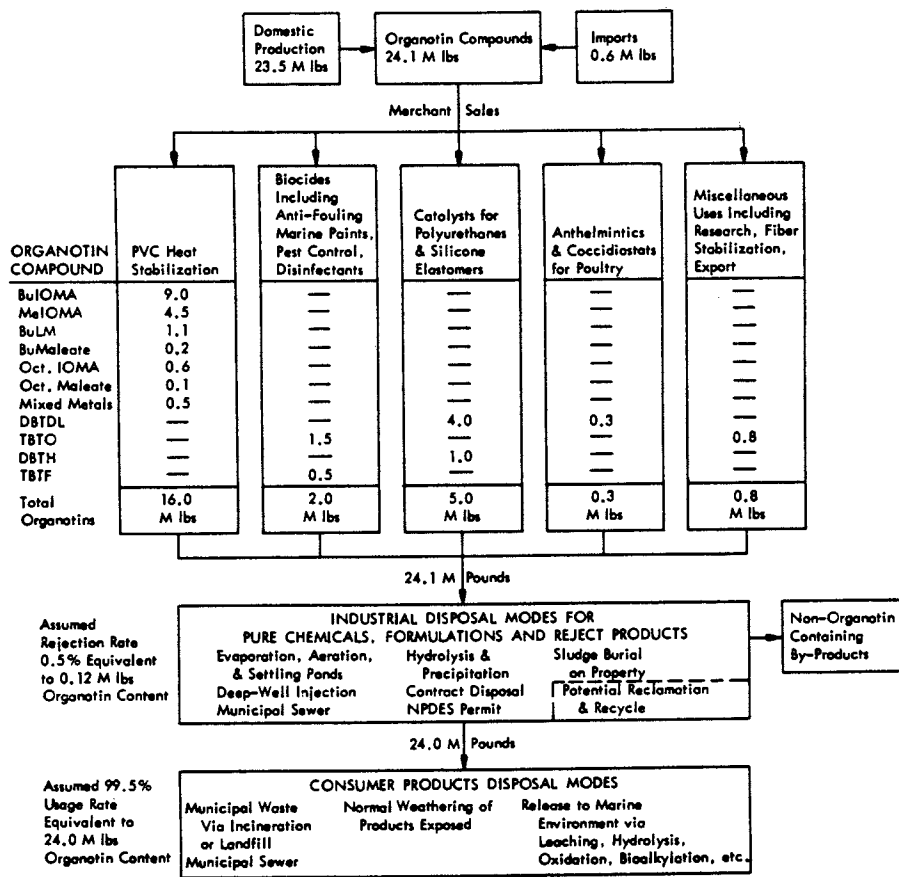 Domestic
Production
23.5 M lbs
Organotin Compounds
24.1 M lbs
Imports
0.6 M lbs
Merchant Sales
ORGANOTIN
COMPOUND
PVC Heat
Stabilization
Biocides
Including
Anti-Fouling
Marine Paints,
Pest Control,
Disinfectants
Catalysts for
Polyurethanes
& Silicone
Elastomers
Anthelmintics
& Coccidiostats
for Poultry
Miscellaneous
Uses Including
Research, Fiber
Stabilization,
Export
BuIOMA 9.0 — — — —
MeIOMA 4.5 — — — —
BuLM 1.1 — — — —
BuMaleate 0.2 — — — —
Oct. IOMA 0.6 — — — —
Oct. Maleate 0.1 — — — —
Mixed Metals 0.5 — — — —
DBTDL — — 4.0 0.3 —
TBTO — 1.5 — — 0.8
DBTH — — 1.0 — —
TBTF — 0.5 — — —
Total 16.0 2.0 5.0 0.3 0.8
Organotins M lbs M lbs M lbs M lbs M lbs
24.1 M Pounds
Assumed
Rejection Rate
0.5% Equivalent
to 0.12 M lbs
Organotin Content
INDUSTRIAL DISPOSAL MODES FOR
PURE CHEMICALS, FORMULATIONS AND REJECT PRODUCTS
Evaporation, Aeration,
& Settling Ponds
Deep-Well Injection
Municipal Sewer
Hydrolysis &
Precipitation
Contract Disposal
NPDES Permit
Sludge Burial
on Property
Potential Reclamation
& Recycle
Non-Organotin
Containing
By-Products
24.0 M Pounds
Assumed 99.5%
Usage Rate
Equivalent to
24.0 M lbs
Organotin Content
CONSUMER PRODUCTS DISPOSAL MODES
Municipal Waste
Via Incineration
or Landfill
Municipal Sewer
Normal Weathering of
Products Exposed
Release to Marine
Environment via
Leaching, Hydrolysis,
Oxidation, Bioalkylation, etc.